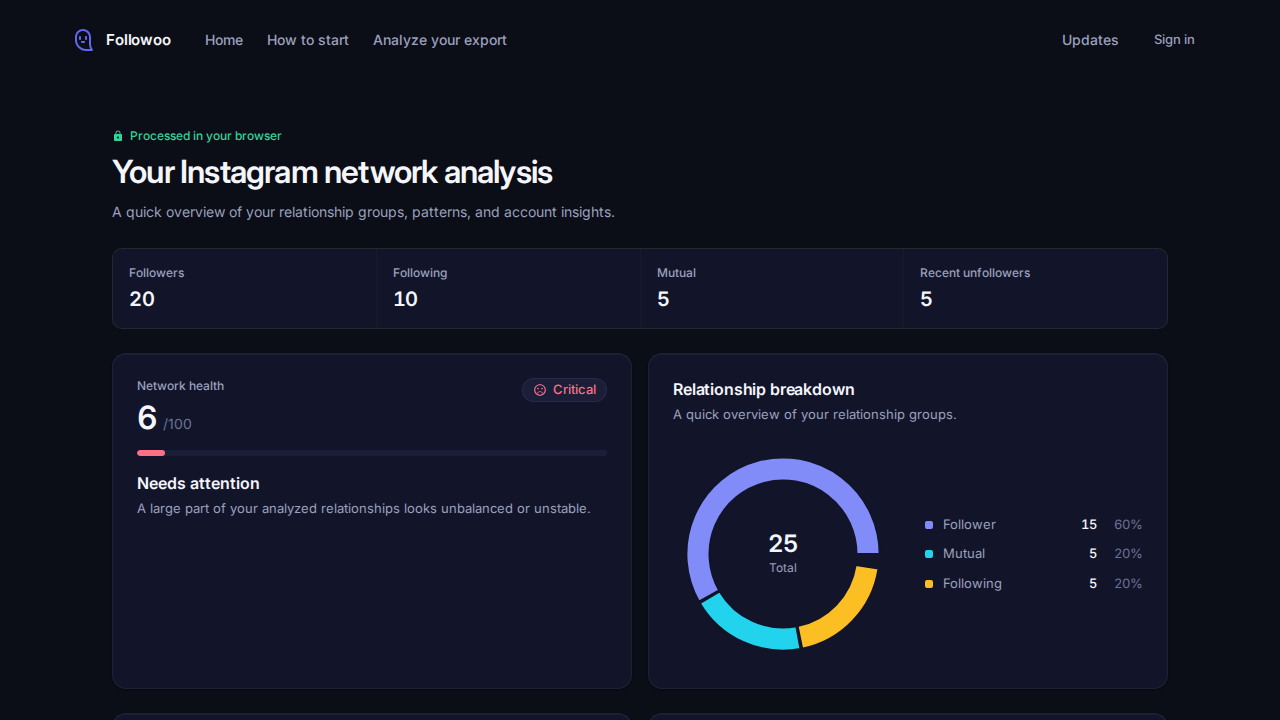 Followoo
Home
How to start
Analyze your export
Updates
Sign in
Processed in your browser
Your Instagram network analysis
A quick overview of your relationship groups, patterns, and account insights.
Followers
20
Following
10
Mutual
5
Recent unfollowers
5
Network health
6 /100
Critical
Needs attention
A large part of your analyzed relationships looks unbalanced or unstable.
Relationship breakdown
A quick overview of your relationship groups.
25
Total
Follower 15 60%
Mutual 5 20%
Following 5 20%